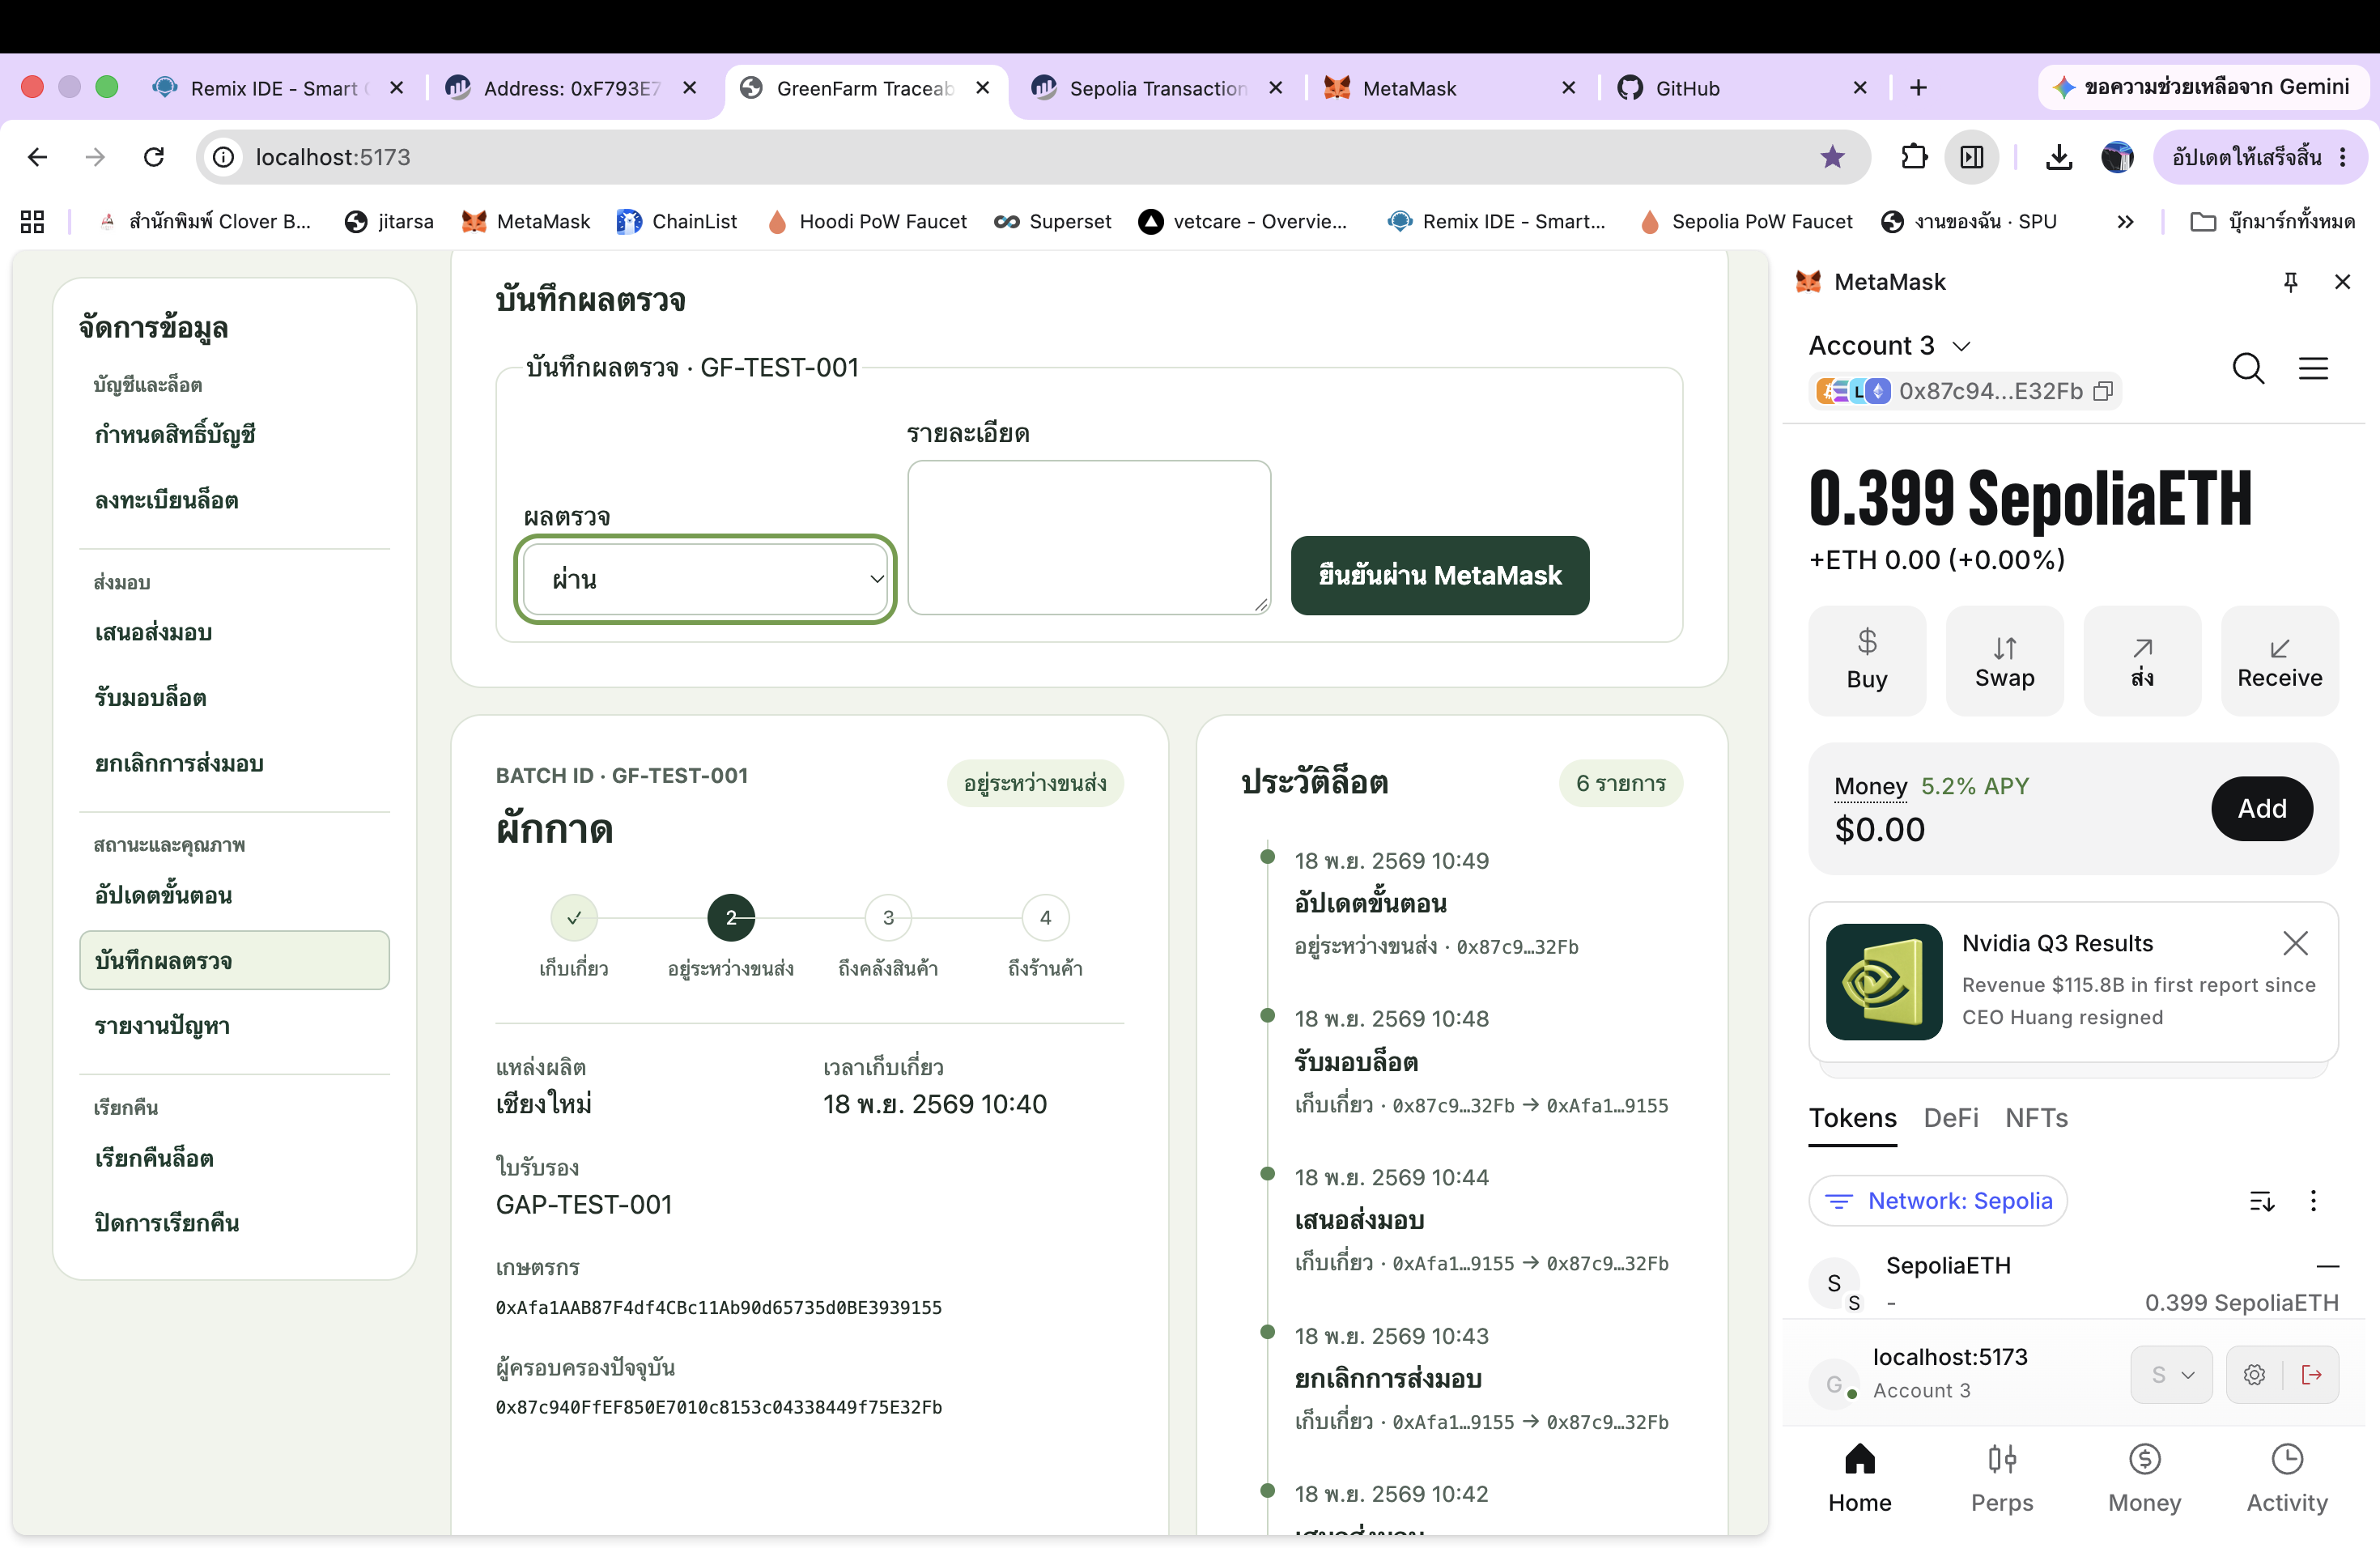 Remix IDE - Smart
Address: 0xF793E7
GreenFarm Traceab
Sepolia Transaction
MetaMask
GitHub
ขอความช่วยเหลือจาก Gemini
localhost:5173
อัปเดตให้เสร็จสิ้น
สำนักพิมพ์ Clover B...
jitarsa
MetaMask
ChainList
Hoodi PoW Faucet
Superset
vetcare - Overvie...
Remix IDE - Smart...
Sepolia PoW Faucet
งานของฉัน · SPU
บุ๊กมาร์กทั้งหมด
จัดการข้อมูล
บัญชีและล็อต
กำหนดสิทธิ์บัญชี
ลงทะเบียนล็อต
ส่งมอบ
เสนอส่งมอบ
รับมอบล็อต
ยกเลิกการส่งมอบ
สถานะและคุณภาพ
อัปเดตขั้นตอน
บันทึกผลตรวจ
รายงานปัญหา
เรียกคืน
เรียกคืนล็อต
ปิดการเรียกคืน
บันทึกผลตรวจ
บันทึกผลตรวจ · GF-TEST-001
ผลตรวจ
ผ่าน
รายละเอียด
ยืนยันผ่าน MetaMask
BATCH ID · GF-TEST-001
อยู่ระหว่างขนส่ง
ผักกาด
2
3
4
เก็บเกี่ยว
อยู่ระหว่างขนส่ง
ถึงคลังสินค้า
ถึงร้านค้า
แหล่งผลิต
เชียงใหม่
เวลาเก็บเกี่ยว
18 พ.ย. 2569 10:40
ใบรับรอง
GAP-TEST-001
เกษตรกร
0xAfa1AAB87F4df4CBc11Ab90d65735d0BE3939155
ผู้ครอบครองปัจจุบัน
0x87c940FfEF850E7010c8153c04338449f75E32Fb
ประวัติล็อต
6 รายการ
18 พ.ย. 2569 10:49
อัปเดตขั้นตอน
อยู่ระหว่างขนส่ง · 0x87c9…32Fb
18 พ.ย. 2569 10:48
รับมอบล็อต
เก็บเกี่ยว · 0x87c9…32Fb → 0xAfa1…9155
18 พ.ย. 2569 10:44
เสนอส่งมอบ
เก็บเกี่ยว · 0xAfa1…9155 → 0x87c9…32Fb
18 พ.ย. 2569 10:43
ยกเลิกการส่งมอบ
เก็บเกี่ยว · 0xAfa1…9155 → 0x87c9…32Fb
18 พ.ย. 2569 10:42
MetaMask
Account 3
0x87c94...E32Fb
0.399 SepoliaETH
+ETH 0.00 (+0.00%)
Buy
Swap
ส่ง
Receive
Money 5.2% APY
$0.00
Add
Nvidia Q3 Results
Revenue $115.8B in first report since
CEO Huang resigned
Tokens
DeFi
NFTs
Network: Sepolia
S
S
SepoliaETH
—
-
0.399 SepoliaETH
G
localhost:5173
Account 3
S
Home
Perps
Money
Activity